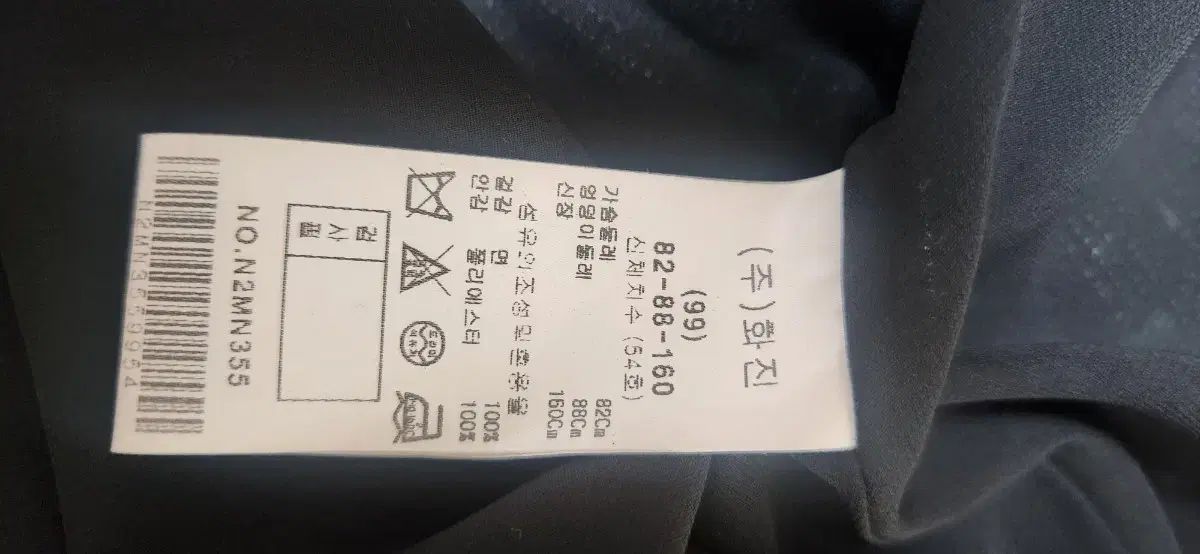 (주)화진
(99)
82-88-160
신체치수 (54호)
가슴둘레 82Cm
엉덩이둘레 88Cm
신장 160Cm
섬유의조성및혼용율
겉감 면 100%
안감 폴리에스터 100%
검사필
NO.N2MN355